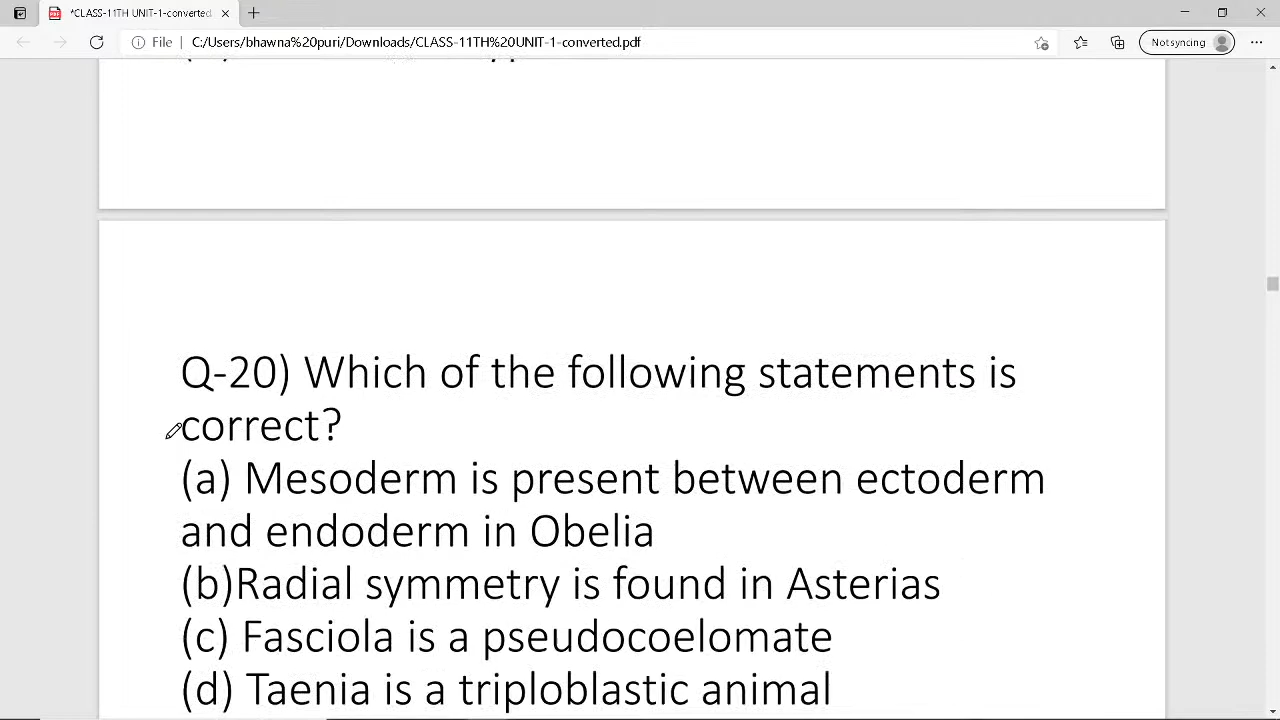 *CLASS-11TH UNIT-1-converted
File | C:/Users/bhawna%20puri/Downloads/CLASS-11TH%20UNIT-1-converted.pdf
Not syncing
Q-20) Which of the following statements is
correct?
(a) Mesoderm is present between ectoderm
and endoderm in Obelia
(b)Radial symmetry is found in Asterias
(c) Fasciola is a pseudocoelomate
(d) Taenia is a triploblastic animal